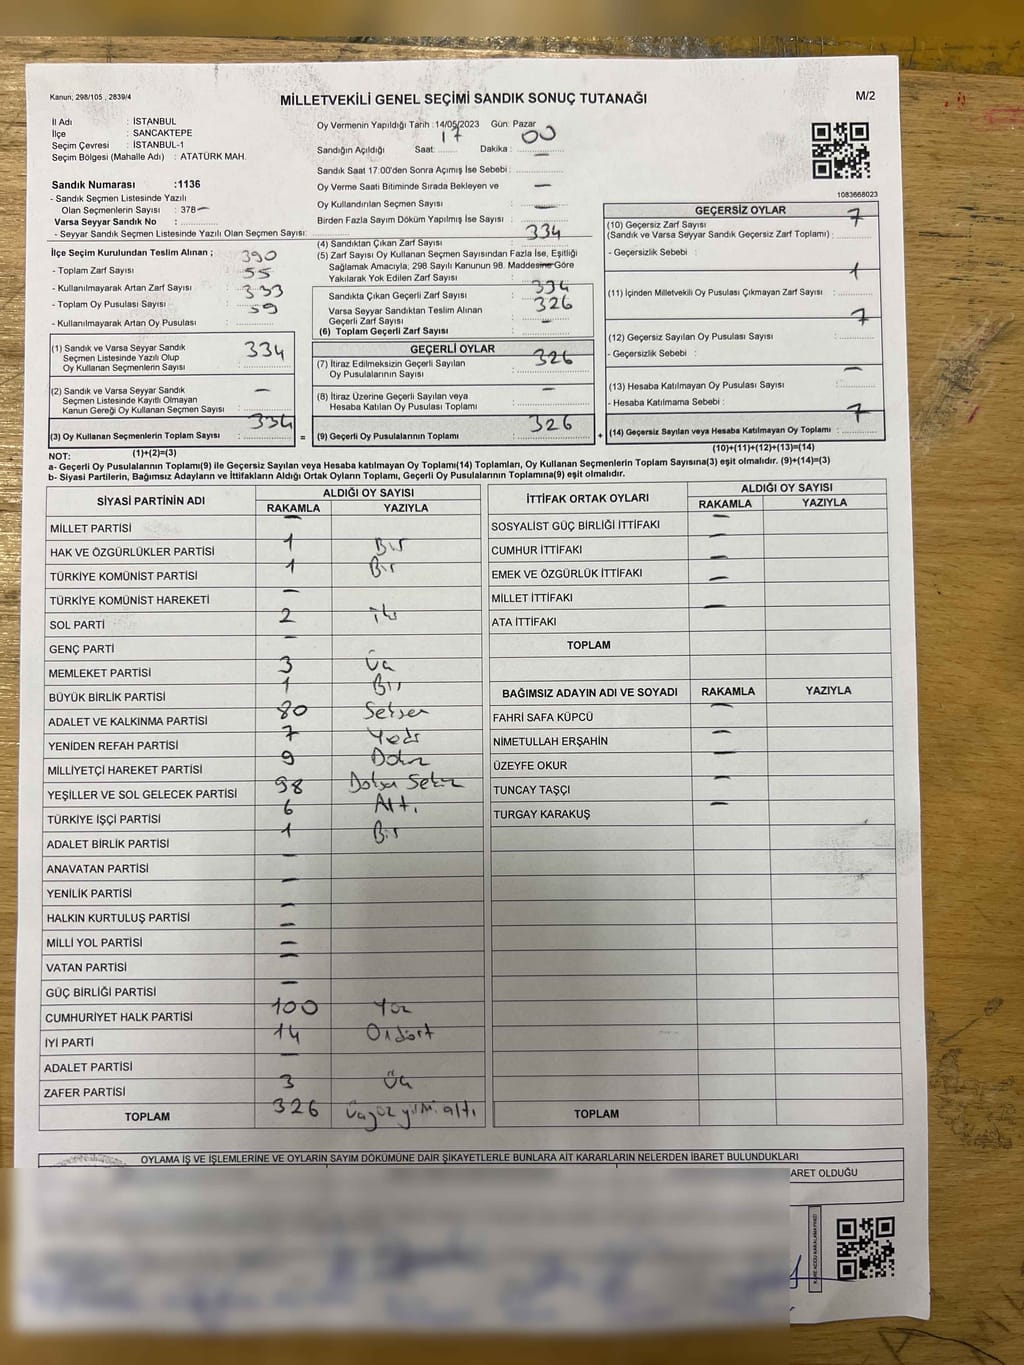 Kanun; 298/105 , 2839/4
MİLLETVEKİLİ GENEL SEÇİMİ SANDIK SONUÇ TUTANAĞI
M/2
İl Adı : İSTANBUL
İlçe : SANCAKTEPE
Seçim Çevresi : İSTANBUL-1
Seçim Bölgesi (Mahalle Adı) : ATATÜRK MAH.
Sandık Numarası :1136
- Sandık Seçmen Listesinde Yazılı
Olan Seçmenlerin Sayısı : 378
Varsa Seyyar Sandık No :
- Seyyar Sandık Seçmen Listesinde Yazılı Olan Seçmen Sayısı:
Oy Vermenin Yapıldığı Tarih :14/05/2023 Gün: Pazar
Sandığın Açıldığı Saat: 17 Dakika : 00
Sandık Saat 17:00'den Sonra Açımış İse Sebebi : —
Oy Verme Saati Bitiminde Sırada Bekleyen ve —
Oy Kullandırılan Seçmen Sayısı —
Birden Fazla Sayım Döküm Yapılmış İse Sayısı
1083668023
İlçe Seçim Kurulundan Teslim Alınan ;
- Toplam Zarf Sayısı : 390
- Kullanılmayarak Artan Zarf Sayısı : 55
- Toplam Oy Pusulası Sayısı : 393
- Kullanılmayarak Artan Oy Pusulası : 59
(1) Sandık ve Varsa Seyyar Sandık
Seçmen Listesinde Yazılı Olup
Oy Kullanan Seçmenlerin Sayısı : 334
(2) Sandık ve Varsa Seyyar Sandık
Seçmen Listesinde Kayıtlı Olmayan
Kanun Gereği Oy Kullanan Seçmen Sayısı : —
(3) Oy Kullanan Seçmenlerin Toplam Sayısı : 334
(1)+(2)=(3)
(4) Sandıktan Çıkan Zarf Sayısı : 334
(5) Zarf Sayısı Oy Kullanan Seçmen Sayısından Fazla İse, Eşitliği
Sağlamak Amacıyla; 298 Sayılı Kanunun 98. Maddesine Göre
Yakılarak Yok Edilen Zarf Sayısı : —
Sandıkta Çıkan Geçerli Zarf Sayısı : 334
Varsa Seyyar Sandıktan Teslim Alınan 326
Geçerli Zarf Sayısı
(6) Toplam Geçerli Zarf Sayısı : —
GEÇERLİ OYLAR
(7) İtiraz Edilmeksizin Geçerli Sayılan
Oy Pusulalarının Sayısı : 326
(8) İtiraz Üzerine Geçerli Sayılan veya
Hesaba Katılan Oy Pusulası Toplamı : —
= (9) Geçerli Oy Pusulalarının Toplamı : 326
GEÇERSİZ OYLAR
(10) Geçersiz Zarf Sayısı 7
(Sandık ve Varsa Seyyar Sandık Geçersiz Zarf Toplamı) :
- Geçersizlik Sebebi :
(11) İçinden Milletvekili Oy Pusulası Çıkmayan Zarf Sayısı : 1
(12) Geçersiz Sayılan Oy Pusulası Sayısı : 7
- Geçersizlik Sebebi :
(13) Hesaba Katılmayan Oy Pusulası Sayısı : —
- Hesaba Katılmama Sebebi :
+ (14) Geçersiz Sayılan veya Hesaba Katılmayan Oy Toplamı : 7
(10)+(11)+(12)+(13)=(14)
NOT:
a- Geçerli Oy Pusulalarının Toplamı(9) ile Geçersiz Sayılan veya Hesaba katılmayan Oy Toplamı(14) Toplamları, Oy Kullanan Seçmenlerin Toplam Sayısına(3) eşit olmalıdır. (9)+(14)=(3)
b- Siyasi Partilerin, Bağımsız Adayların ve İttifakların Aldığı Ortak Oyların Toplamı, Geçerli Oy Pusulalarının Toplamına(9) eşit olmalıdır.
SİYASİ PARTİNİN ADI ALDIĞI OY SAYISI
RAKAMLA YAZIYLA
MİLLET PARTİSİ —
HAK VE ÖZGÜRLÜKLER PARTİSİ 1 Bir
TÜRKİYE KOMÜNİST PARTİSİ 1 Bir
TÜRKİYE KOMÜNİST HAREKETİ —
SOL PARTİ 2 iki
GENÇ PARTİ —
MEMLEKET PARTİSİ 3 Üç
BÜYÜK BİRLİK PARTİSİ 1 Bir
ADALET VE KALKINMA PARTİSİ 80 Seksen
YENİDEN REFAH PARTİSİ 7 Yedi
MİLLİYETÇİ HAREKET PARTİSİ 9 Dokuz
YEŞİLLER VE SOL GELECEK PARTİSİ 98 Doksan Sekiz
TÜRKİYE İŞÇİ PARTİSİ 6 Altı
ADALET BİRLİK PARTİSİ 1 Bir
ANAVATAN PARTİSİ —
YENİLİK PARTİSİ —
HALKIN KURTULUŞ PARTİSİ —
MİLLİ YOL PARTİSİ —
VATAN PARTİSİ —
GÜÇ BİRLİĞİ PARTİSİ —
CUMHURİYET HALK PARTİSİ 100 Yüz
İYİ PARTİ 14 Ondört
ADALET PARTİSİ —
ZAFER PARTİSİ 3 Üç
TOPLAM 326 üçyüz yirmi altı
İTTİFAK ORTAK OYLARI ALDIĞI OY SAYISI
RAKAMLA YAZIYLA
SOSYALİST GÜÇ BİRLİĞİ İTTİFAKI —
CUMHUR İTTİFAKI —
EMEK VE ÖZGÜRLÜK İTTİFAKI —
MİLLET İTTİFAKI —
ATA İTTİFAKI —
TOPLAM
BAĞIMSIZ ADAYIN ADI VE SOYADI RAKAMLA YAZIYLA
FAHRİ SAFA KÜPCÜ —
NİMETULLAH ERŞAHİN —
ÜZEYFE OKUR —
TUNCAY TAŞÇI —
TURGAY KARAKUŞ —
TOPLAM
OYLAMA İŞ VE İŞLEMLERİNE VE OYLARIN SAYIM DÖKÜMÜNE DAİR ŞİKAYETLERLE BUNLARA AİT KARARLARIN NELERDEN İBARET BULUNDUKLARI
ARET OLDUĞU